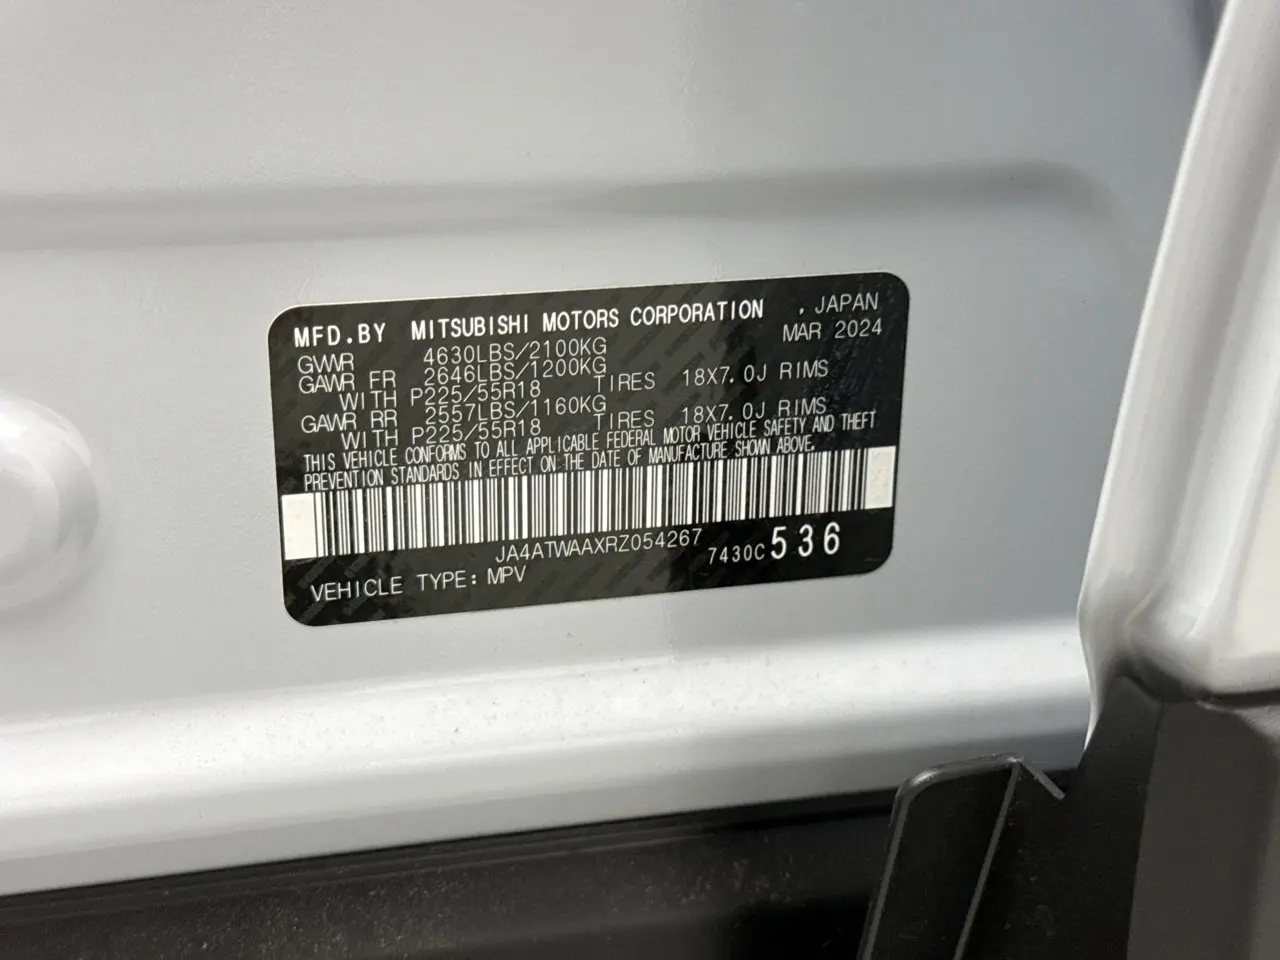 MFD.BY MITSUBISHI MOTORS CORPORATION , JAPAN
MAR 2024
GVWR 4630LBS/2100KG
GAWR FR 2646LBS/1200KG
WITH P225/55R18 TIRES 18X7.0J RIMS
GAWR RR 2557LBS/1160KG
WITH P225/55R18 TIRES 18X7.0J RIMS
THIS VEHICLE CONFORMS TO ALL APPLICABLE FEDERAL MOTOR VEHICLE SAFETY AND THEFT
PREVENTION STANDARDS IN EFFECT ON THE DATE OF MANUFACTURE SHOWN ABOVE.
JA4ATWAAXRZ054267 7430C 536
VEHICLE TYPE: MPV